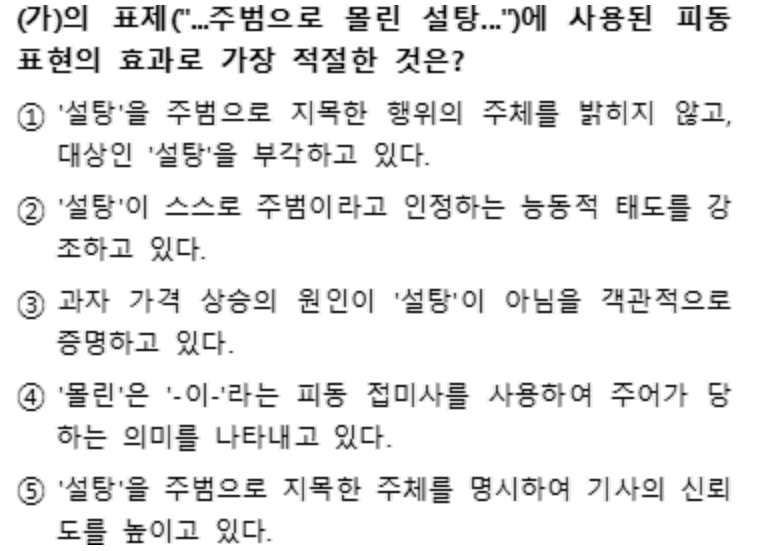 (가)의 표제("...주범으로 몰린 설탕...")에 사용된 피동
표현의 효과로 가장 적절한 것은?
① '설탕'을 주범으로 지목한 행위의 주체를 밝히지 않고,
대상인 '설탕'을 부각하고 있다.
② '설탕'이 스스로 주범이라고 인정하는 능동적 태도를 강
조하고 있다.
③ 과자 가격 상승의 원인이 '설탕'이 아님을 객관적으로
증명하고 있다.
④ '몰린'은 '-이-'라는 피동 접미사를 사용하여 주어가 당
하는 의미를 나타내고 있다.
⑤ '설탕'을 주범으로 지목한 주체를 명시하여 기사의 신뢰
도를 높이고 있다.